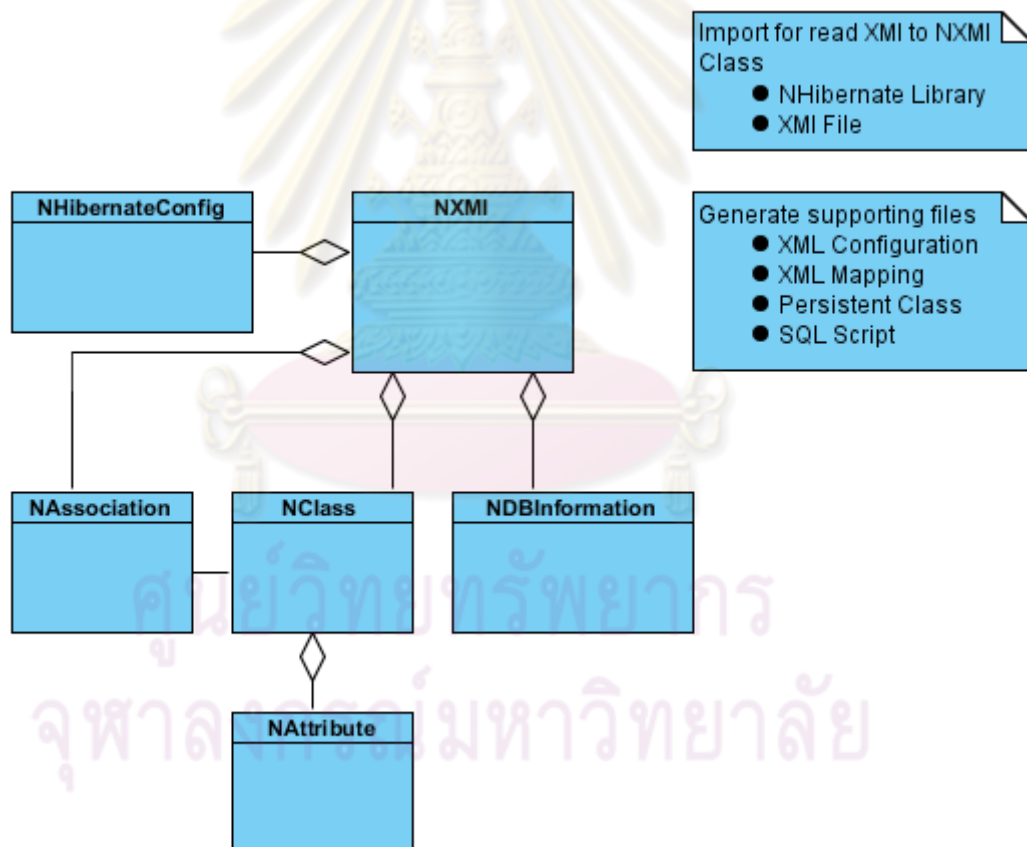 Import for read XMI to NXMI
Class
● NHibernate Library
● XMI File
NHibernateConfig
NXMI
Generate supporting files
● XML Configuration
● XML Mapping
● Persistent Class
● SQL Script
NAssociation
NClass
NDBInformation
ศูนย์วิทยทรัพยากร
จุฬาลงกรณ์มหาวิทยาลัย
NAttribute